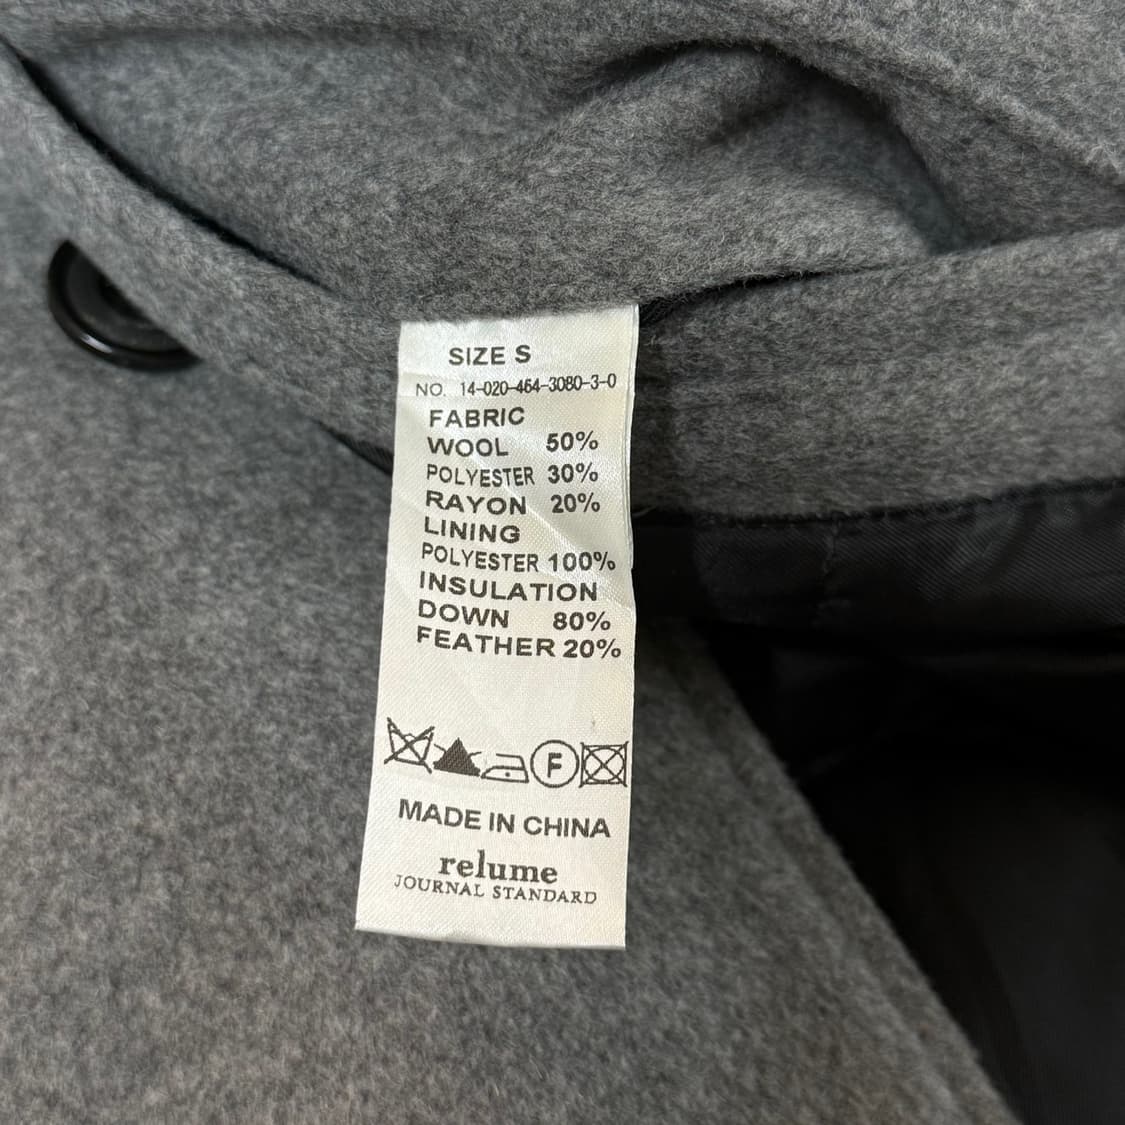 SIZE S
NO. 14-020-464-3080-3-0
FABRIC
WOOL 50%
POLYESTER 30%
RAYON 20%
LINING
POLYESTER 100%
INSULATION
DOWN 80%
FEATHER 20%
F
MADE IN CHINA
relume
JOURNAL STANDARD